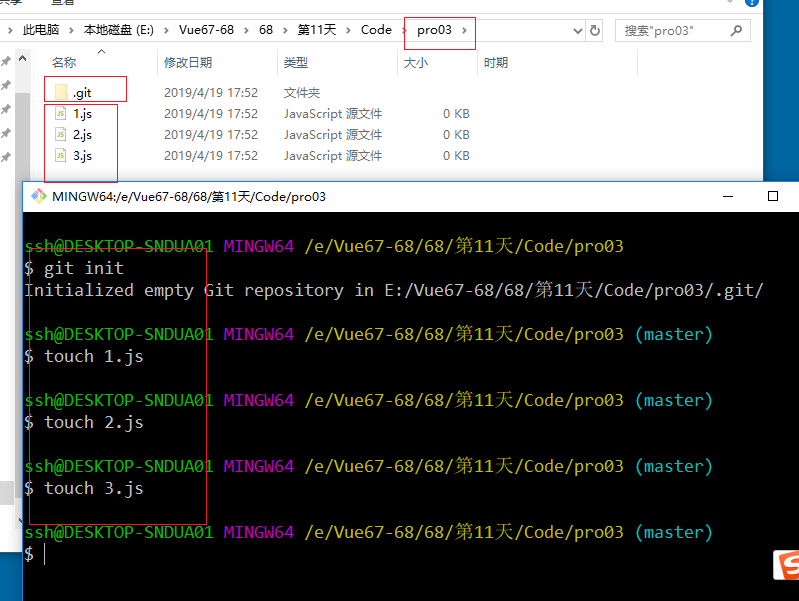 共享 查看
此电脑 本地磁盘 (E:) Vue67-68 68 第11天 Code pro03 搜索"pro03"
名称 修改日期 类型 大小 时期
.git 2019/4/19 17:52 文件夹
1.js 2019/4/19 17:52 JavaScript 源文件 0 KB
2.js 2019/4/19 17:52 JavaScript 源文件 0 KB
3.js 2019/4/19 17:52 JavaScript 源文件 0 KB
MINGW64:/e/Vue67-68/68/第11天/Code/pro03
ssh@DESKTOP-SNDUA01 MINGW64 /e/Vue67-68/68/第11天/Code/pro03
$ git init
Initialized empty Git repository in E:/Vue67-68/68/第11天/Code/pro03/.git/
ssh@DESKTOP-SNDUA01 MINGW64 /e/Vue67-68/68/第11天/Code/pro03 (master)
$ touch 1.js
ssh@DESKTOP-SNDUA01 MINGW64 /e/Vue67-68/68/第11天/Code/pro03 (master)
$ touch 2.js
ssh@DESKTOP-SNDUA01 MINGW64 /e/Vue67-68/68/第11天/Code/pro03 (master)
$ touch 3.js
ssh@DESKTOP-SNDUA01 MINGW64 /e/Vue67-68/68/第11天/Code/pro03 (master)
$